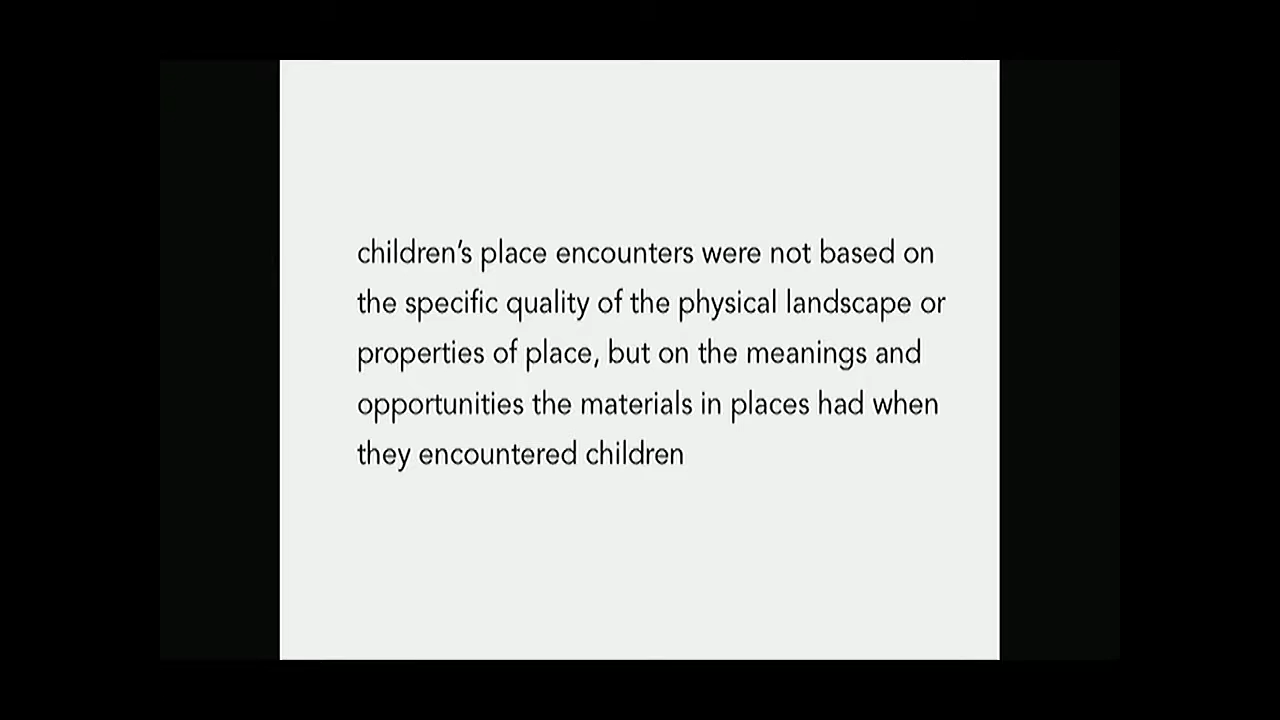 children’s place encounters were not based on
the specific quality of the physical landscape or
properties of place, but on the meanings and
opportunities the materials in places had when
they encountered children